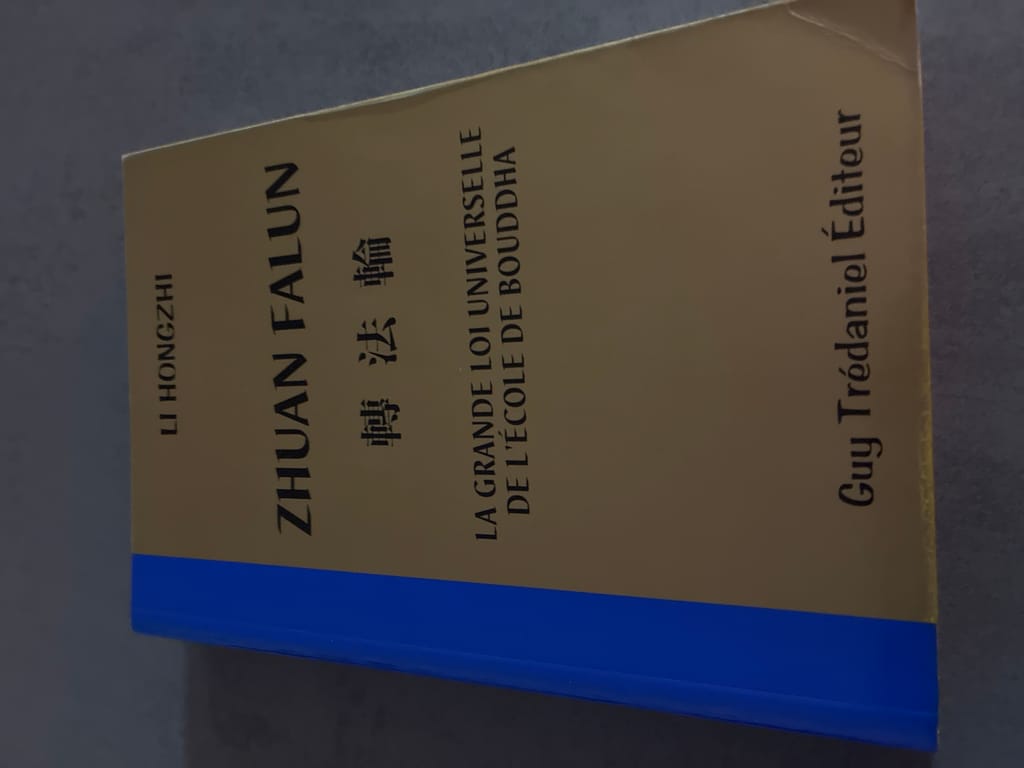 LI HONGZHI
ZHUAN FALUN
轉法輪
LA GRANDE LOI UNIVERSELLE
DE L'ÉCOLE DE BOUDDHA
Guy Trédaniel Éditeur